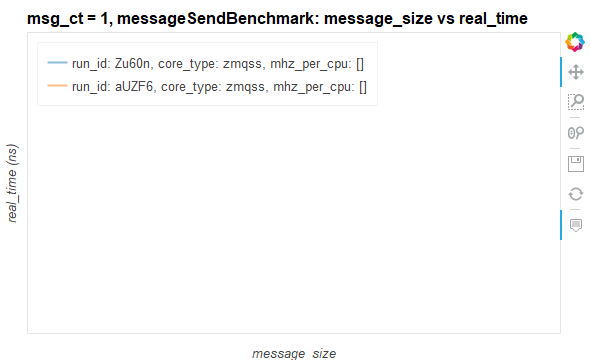 msg_ct = 1, messageSendBenchmark: message_size vs real_time
run_id: Zu60n, core_type: zmqss, mhz_per_cpu: []
run_id: aUZF6, core_type: zmqss, mhz_per_cpu: []
real_time (ns)
message_size